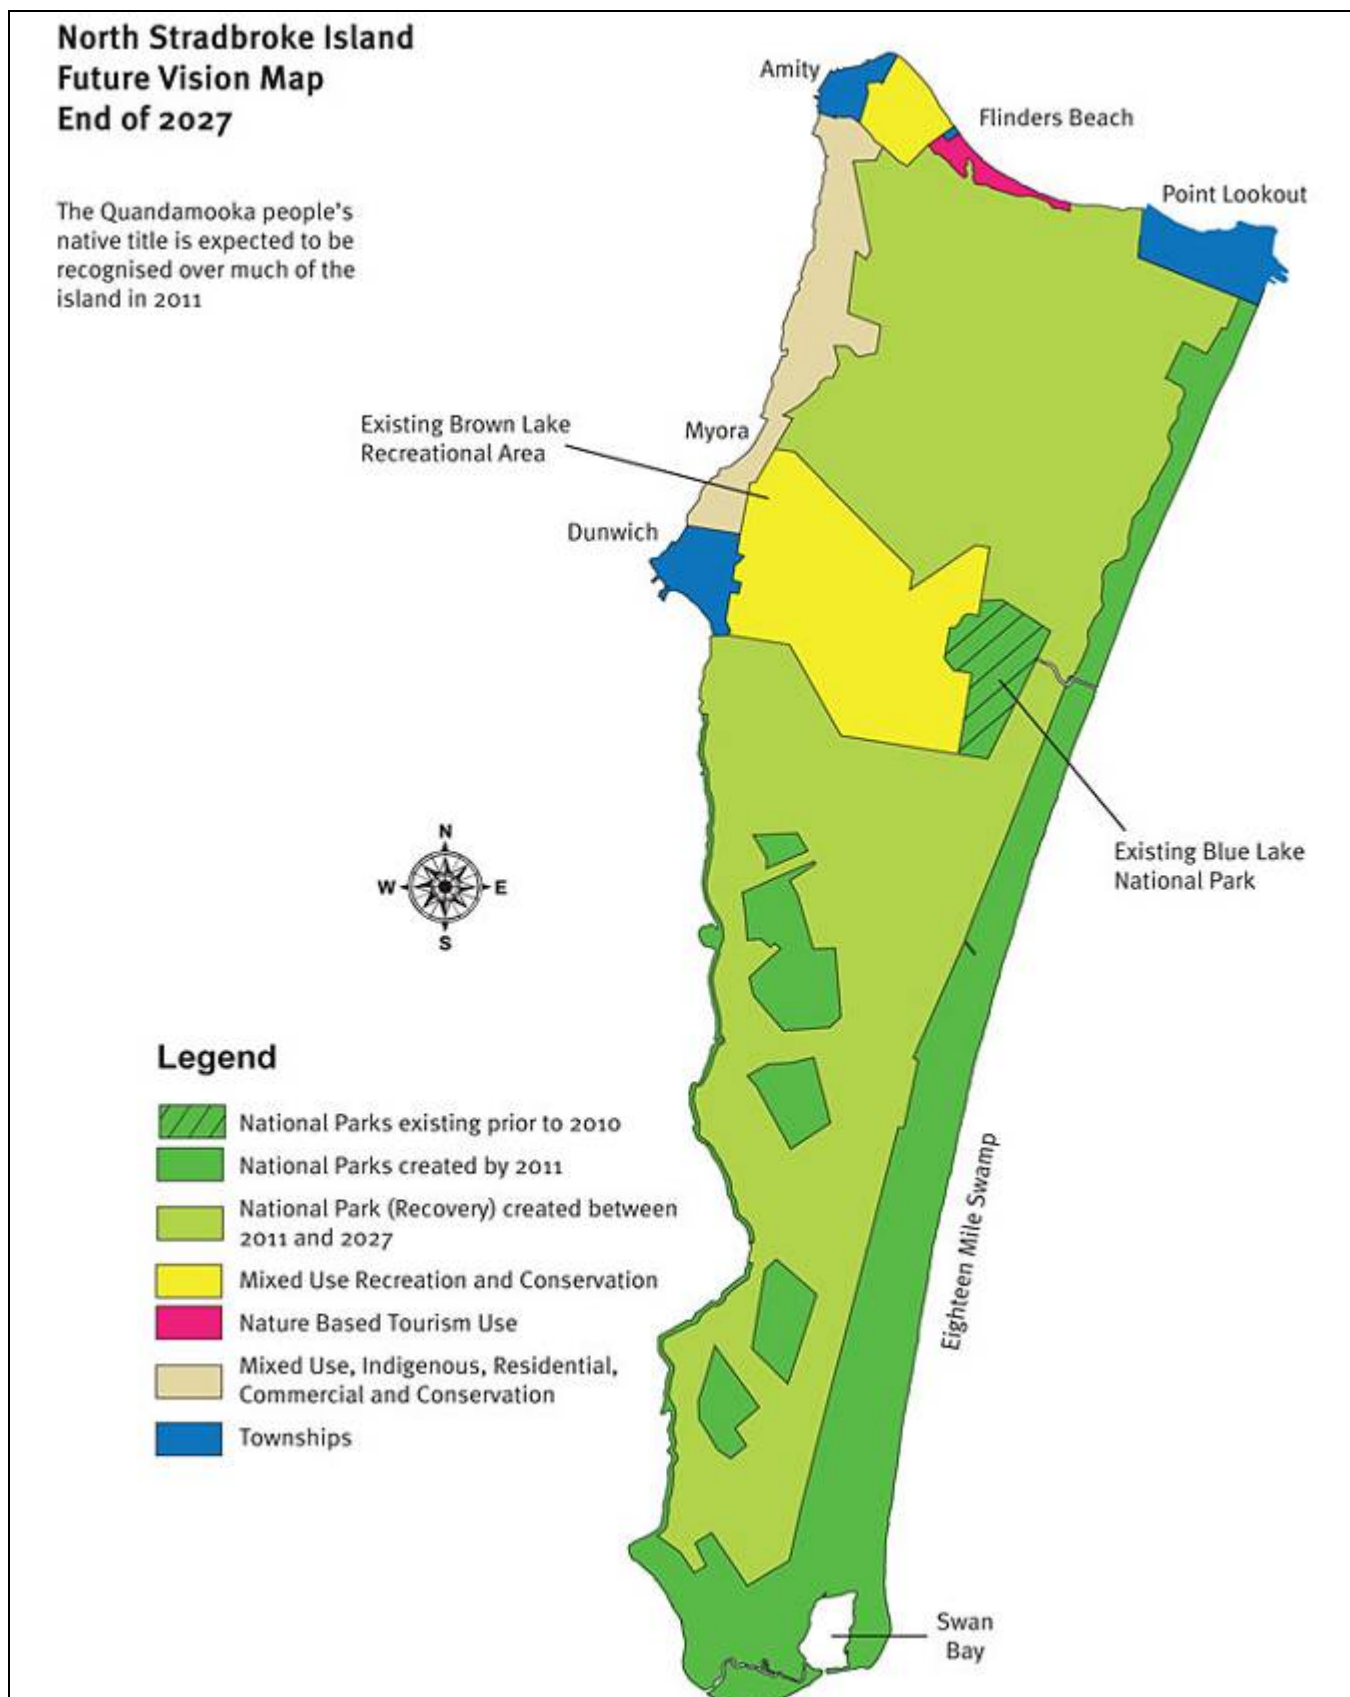 North Stradbroke Island
Future Vision Map
End of 2027
The Quandamooka people's
native title is expected to be
recognised over much of the
island in 2011
Amity
Flinders Beach
Point Lookout
Existing Brown Lake
Recreational Area
Myora
Dunwich
Existing Blue Lake
National Park
N
W
E
S
Legend
National Parks existing prior to 2010
National Parks created by 2011
National Park (Recovery) created between
2011 and 2027
Mixed Use Recreation and Conservation
Nature Based Tourism Use
Mixed Use, Indigenous, Residential,
Commercial and Conservation
Townships
Eighteen Mile Swamp
Swan
Bay